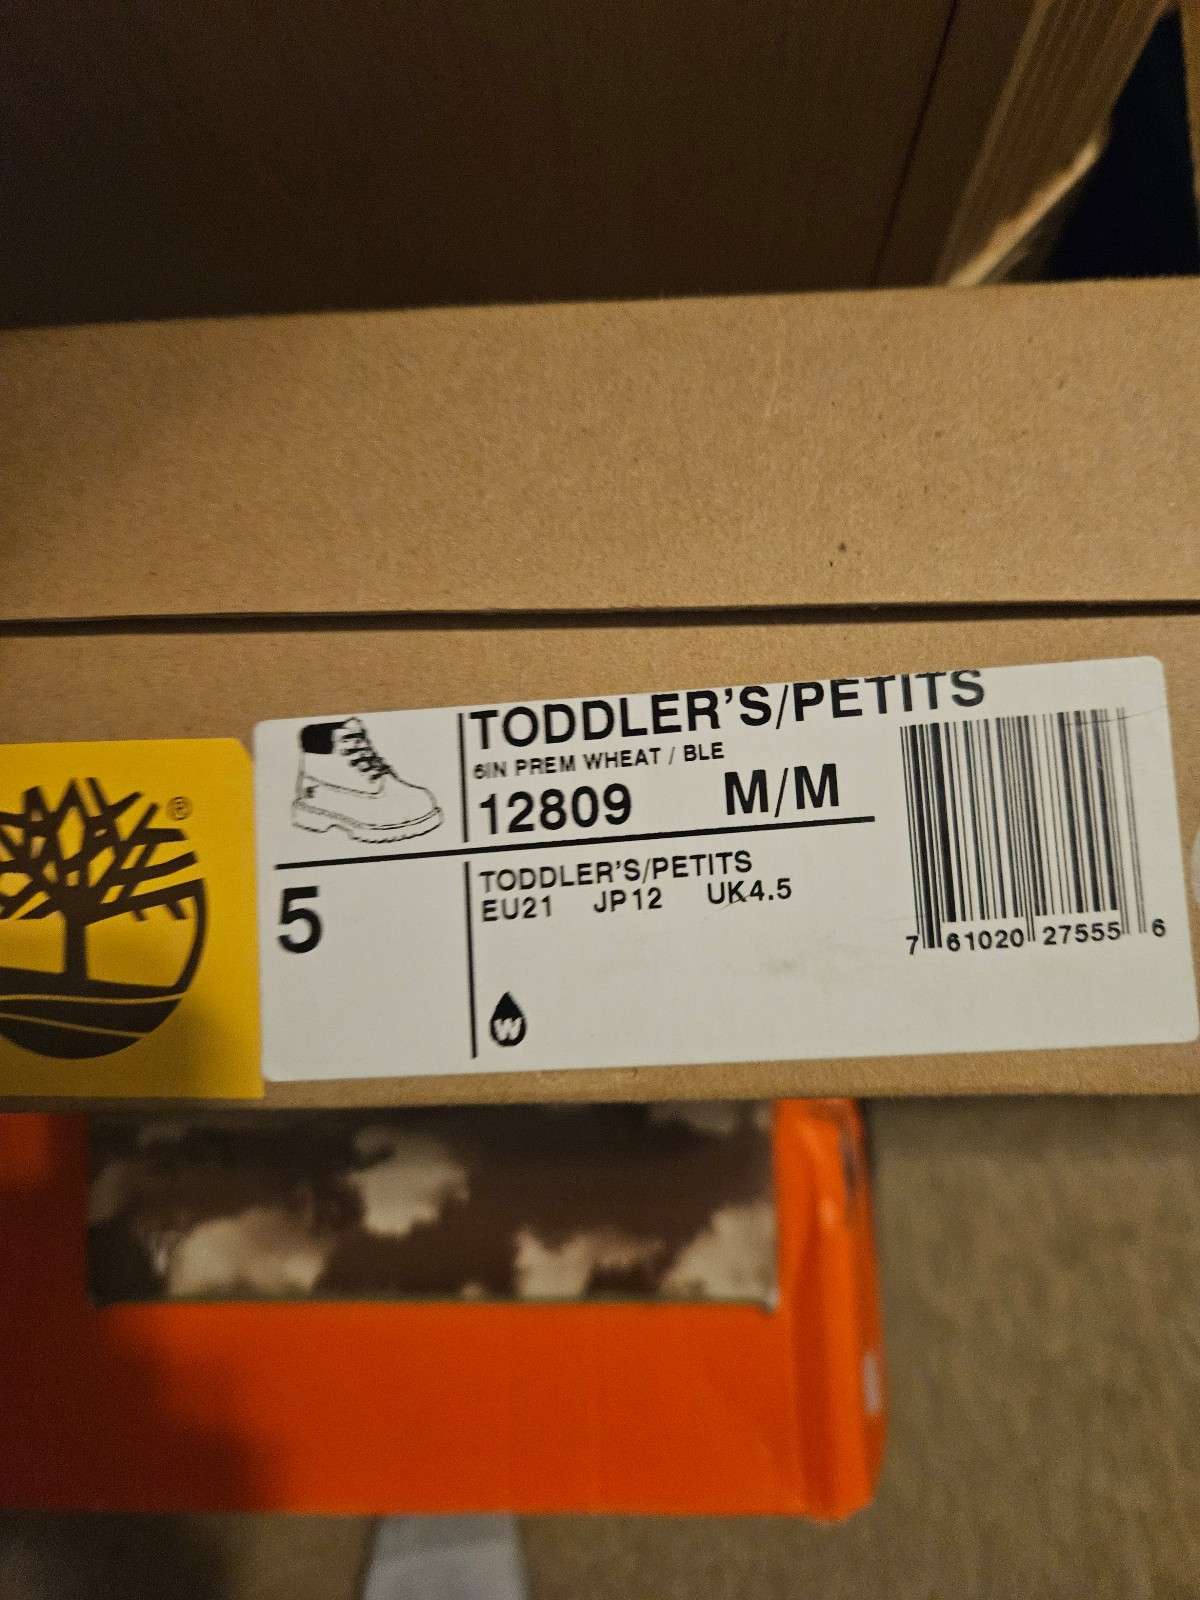 ®
TODDLER'S/PETITS
6IN PREM WHEAT / BLE
12809 M/M
5
TODDLER'S/PETITS
EU21 JP12 UK4.5
W
7 61020 27555 6